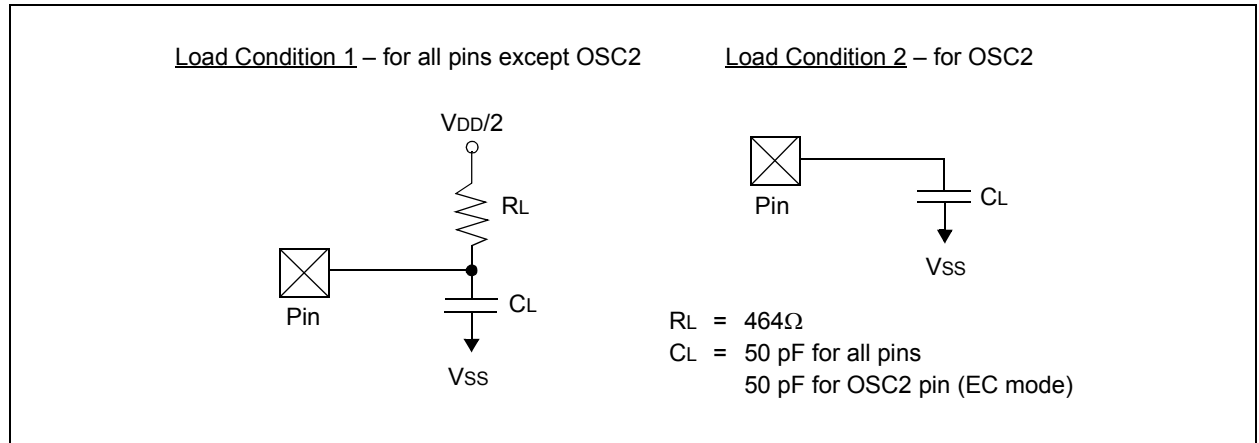 Load Condition 1 – for all pins except OSC2
Load Condition 2 – for OSC2
VDD/2
RL
Pin
CL
VSS
Pin
CL
VSS
RL = 464Ω
CL = 50 pF for all pins
50 pF for OSC2 pin (EC mode)